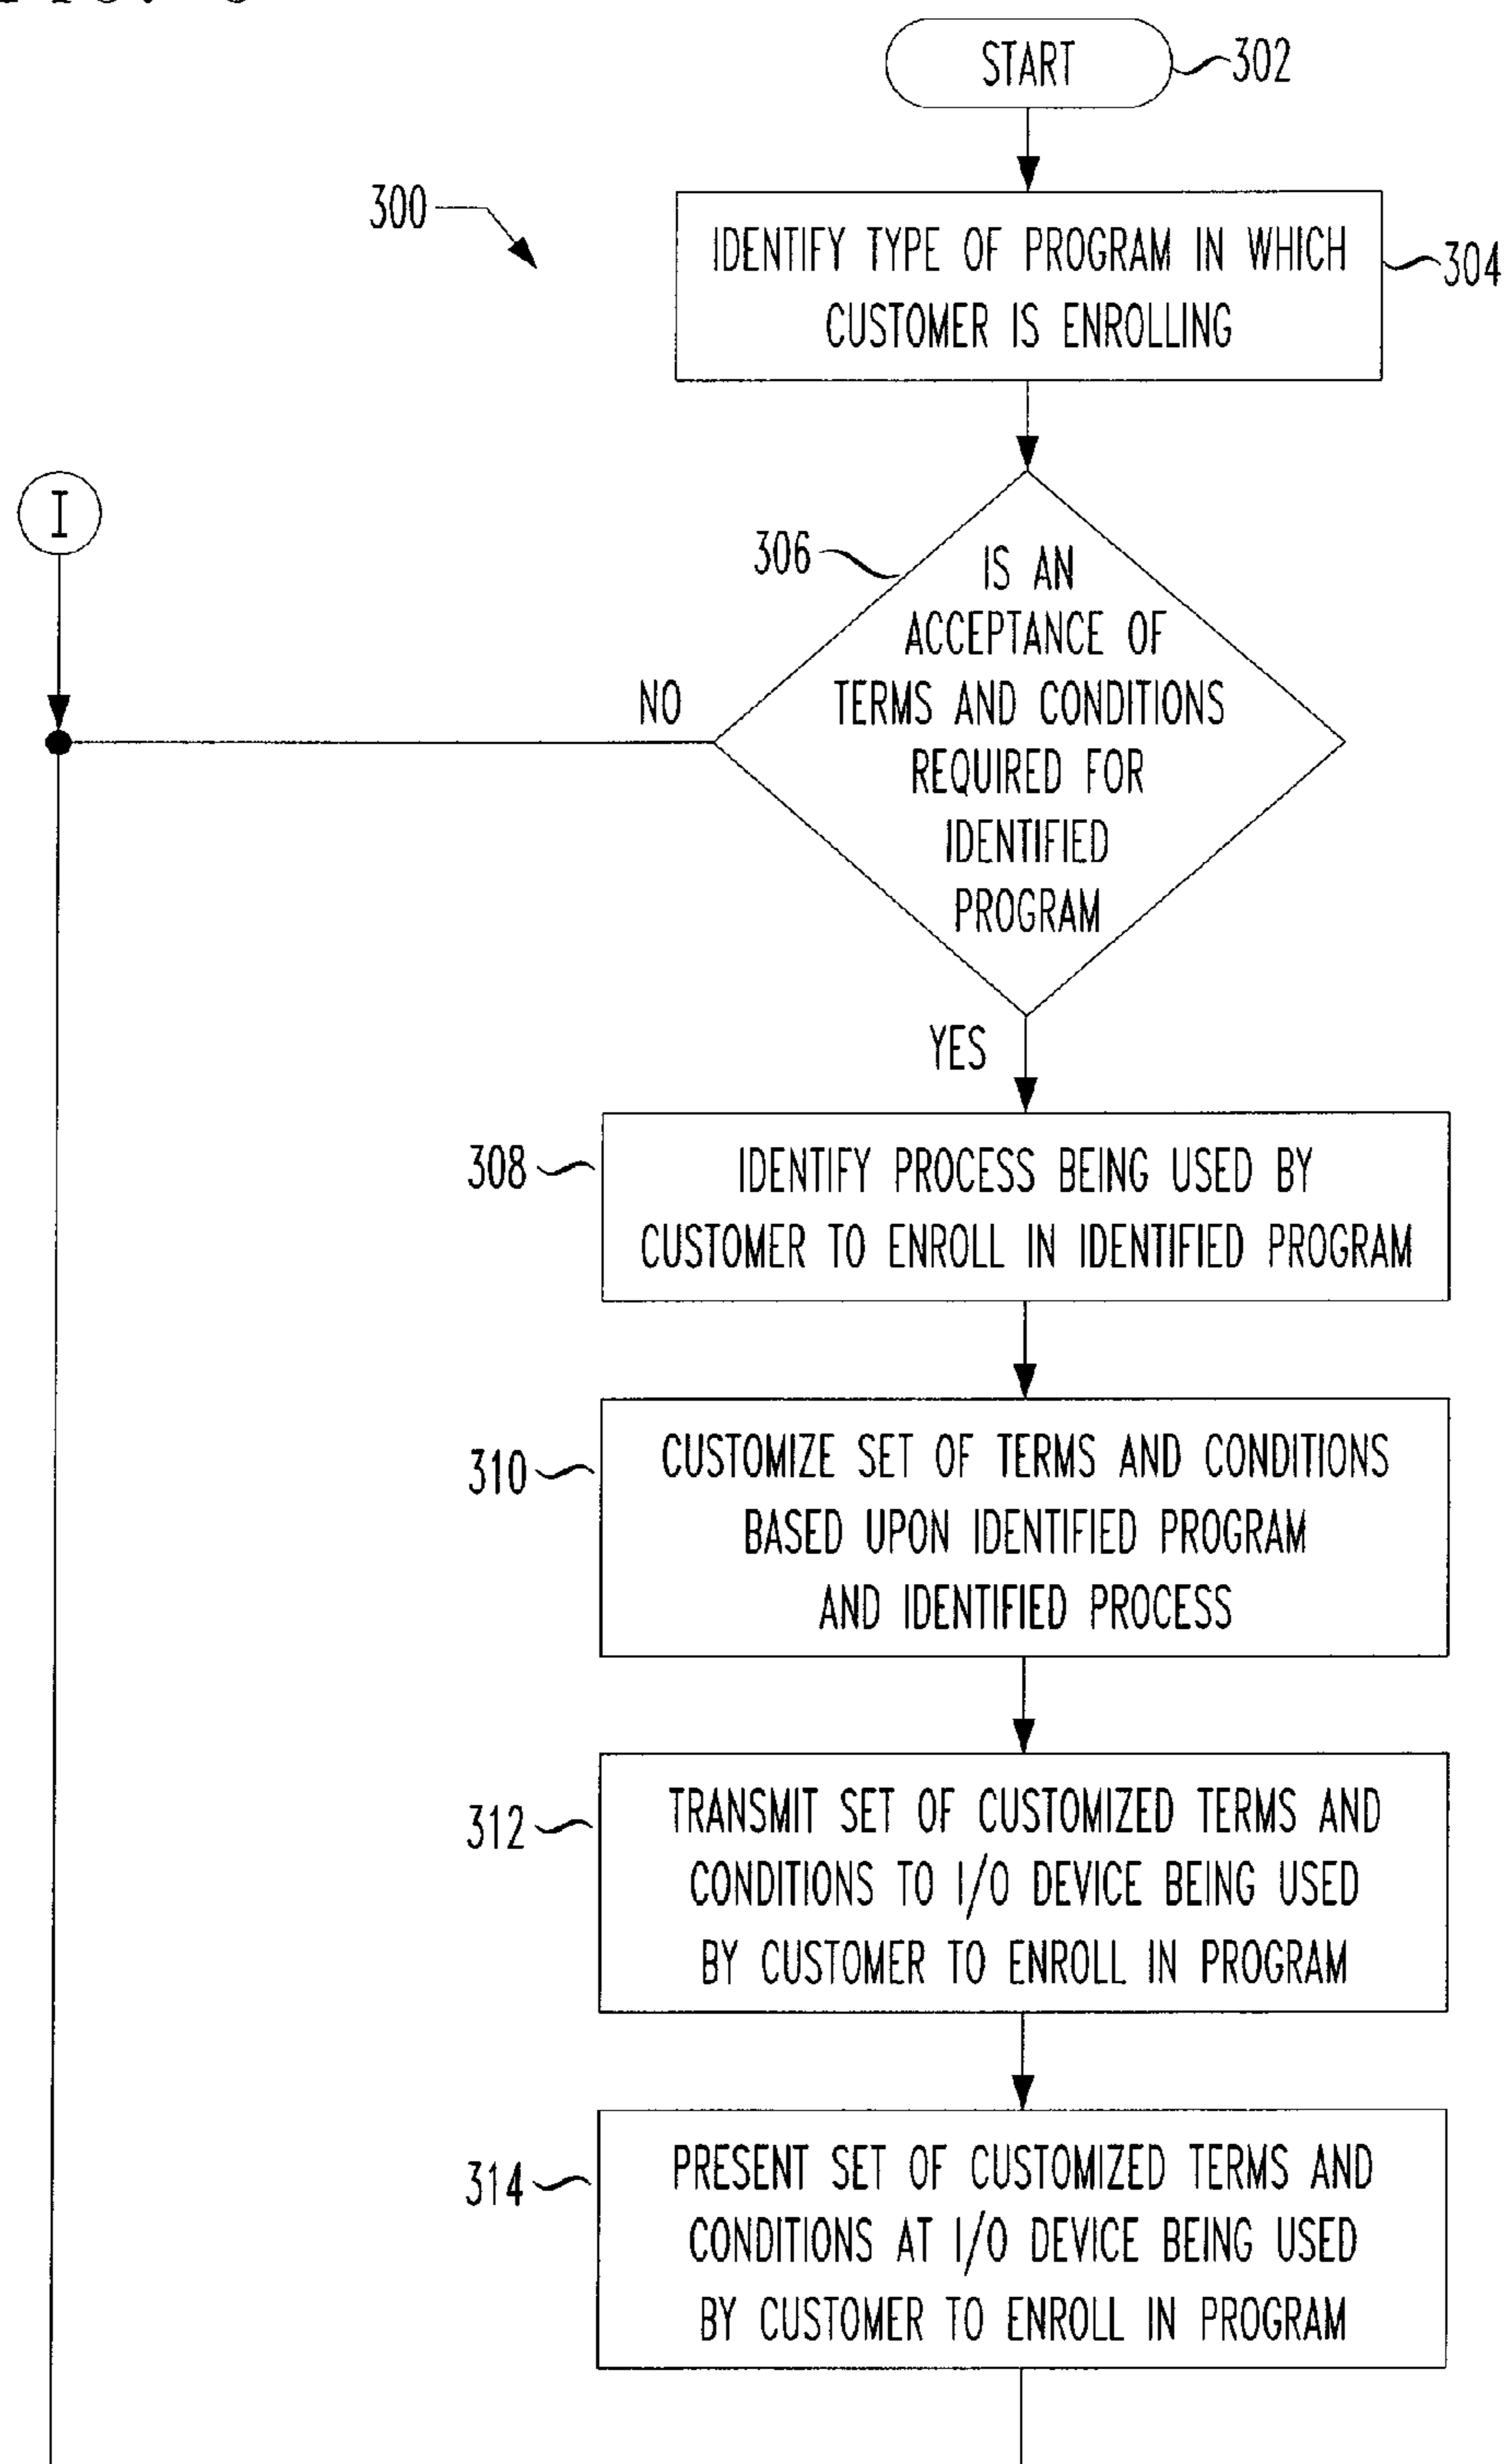 START
302
300
IDENTIFY TYPE OF PROGRAM IN WHICH
CUSTOMER IS ENROLLING
304
I
306
IS AN
ACCEPTANCE OF
TERMS AND CONDITIONS
REQUIRED FOR
IDENTIFIED
PROGRAM
NO
YES
308
IDENTIFY PROCESS BEING USED BY
CUSTOMER TO ENROLL IN IDENTIFIED PROGRAM
310
CUSTOMIZE SET OF TERMS AND CONDITIONS
BASED UPON IDENTIFIED PROGRAM
AND IDENTIFIED PROCESS
312
TRANSMIT SET OF CUSTOMIZED TERMS AND
CONDITIONS TO I/O DEVICE BEING USED
BY CUSTOMER TO ENROLL IN PROGRAM
314
PRESENT SET OF CUSTOMIZED TERMS AND
CONDITIONS AT I/O DEVICE BEING USED
BY CUSTOMER TO ENROLL IN PROGRAM